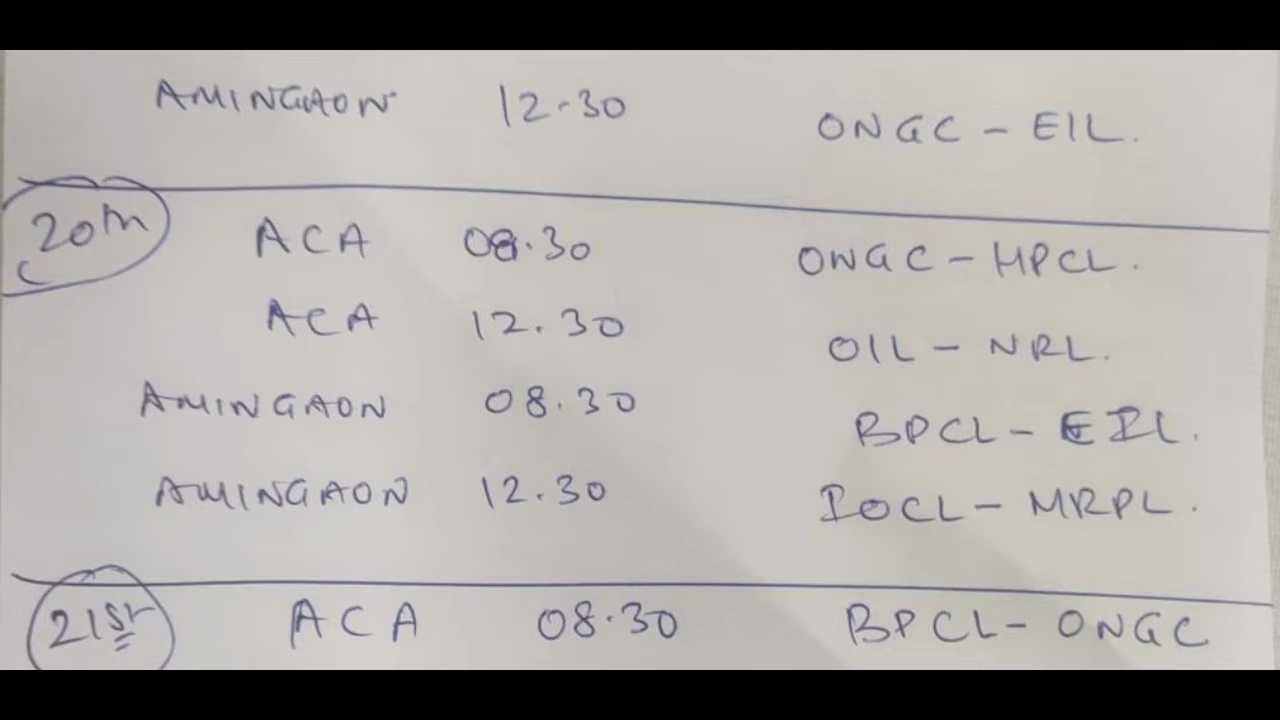 AMINGAON 12.30 ONGC - EIL.
20th ACA 08.30 ONGC - HPCL.
ACA 12.30 OIL - NRL.
AMINGAON 08.30 BPCL - EIL.
AMINGAON 12.30 IOCL - MRPL.
21st ACA 08.30 BPCL - ONGC